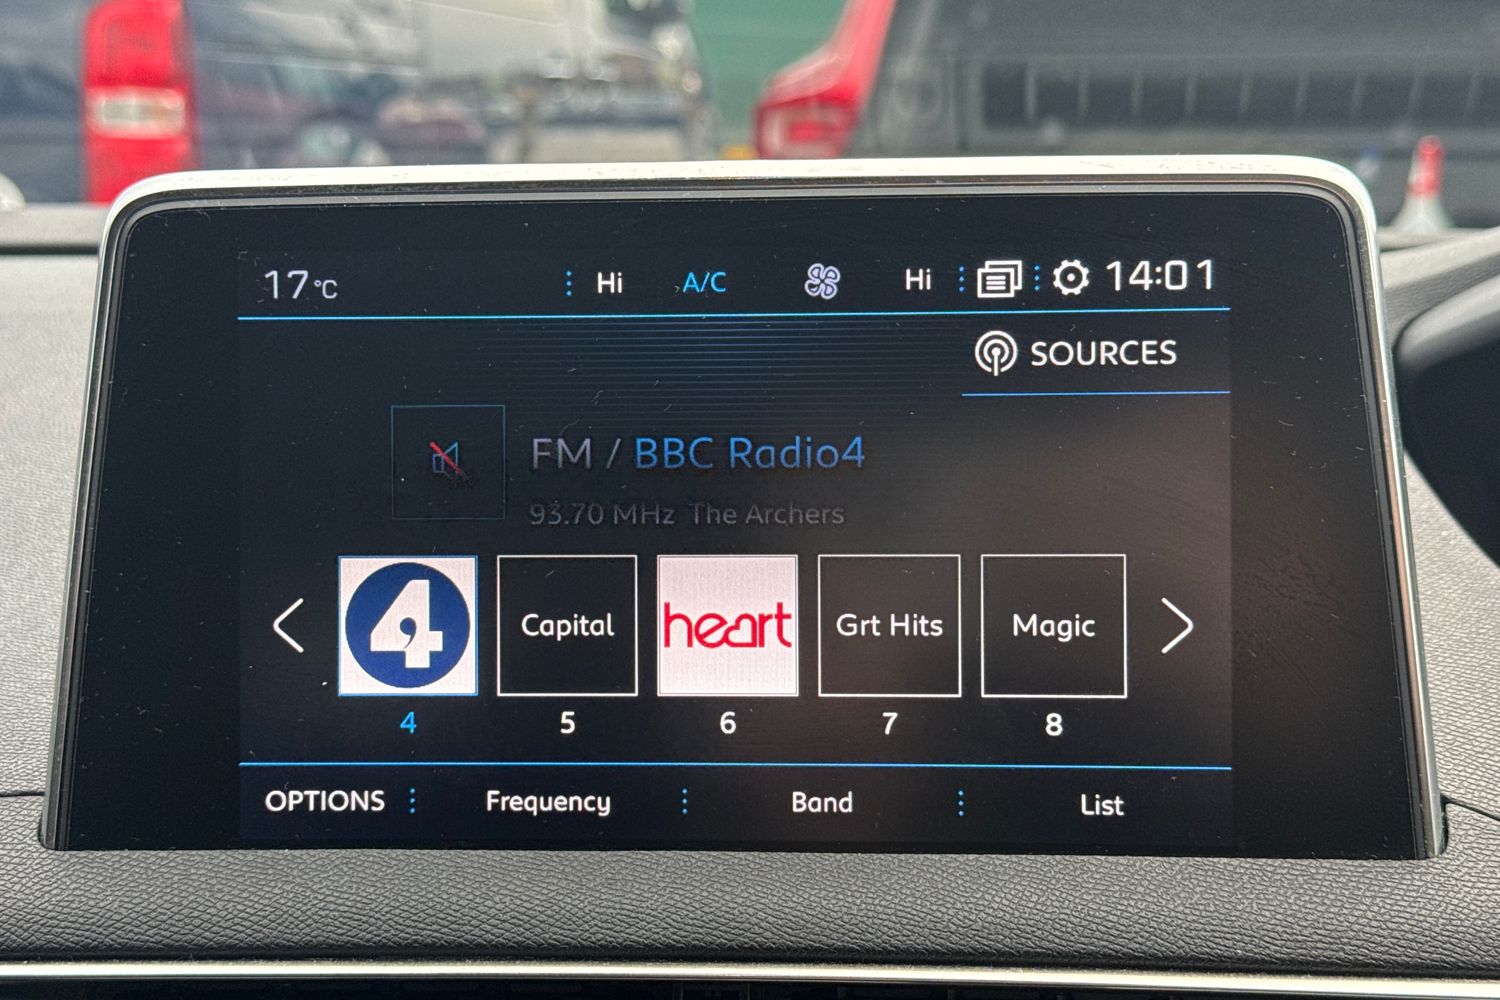 17°C Hi A/C Hi 14:01
SOURCES
FM / BBC Radio4
93.70 MHz The Archers
4 Capital heart Grt Hits Magic
4 5 6 7 8
OPTIONS Frequency Band List